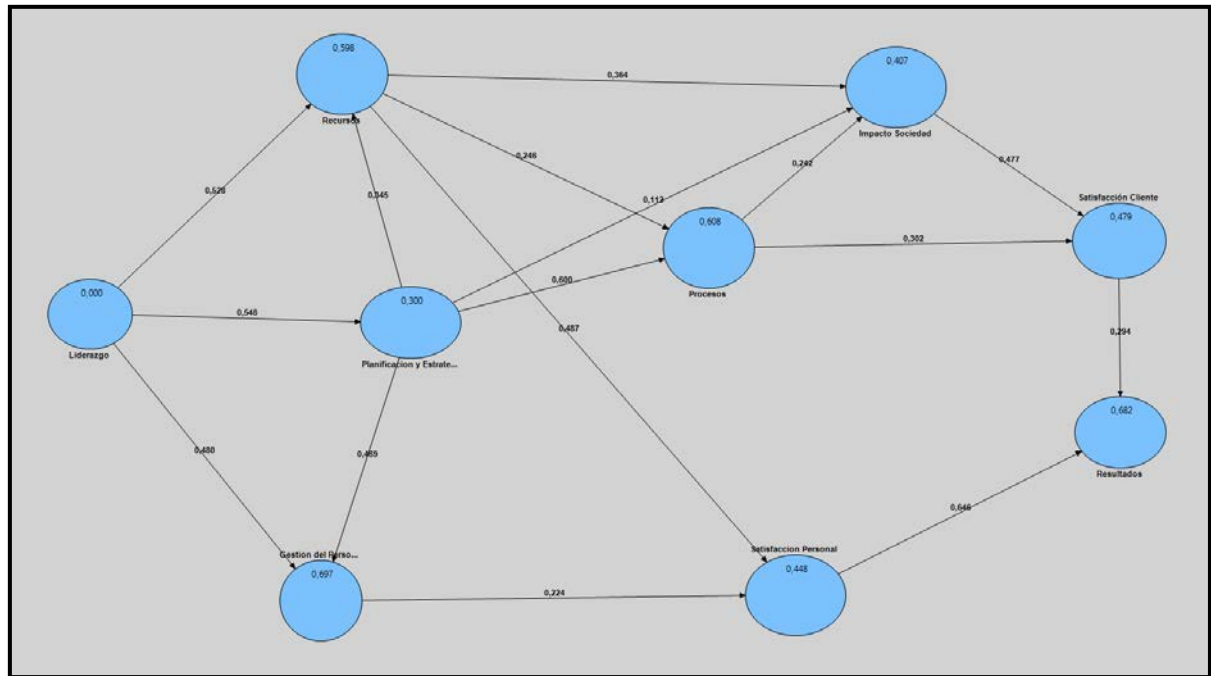 0,598
Recursos
0,407
Impacto Sociedad
0,364
0,528
0,345
0,246
0,112
0,242
0,477
Satisfacción Cliente
0,479
0,608
Procesos
0,302
0,000
Liderazgo
0,548
0,300
Planificacion y Estrate...
0,600
0,487
0,294
0,682
Resultados
0,480
0,469
0,646
Gestion del Perso...
0,697
0,224
Satisfaccion Personal
0,448